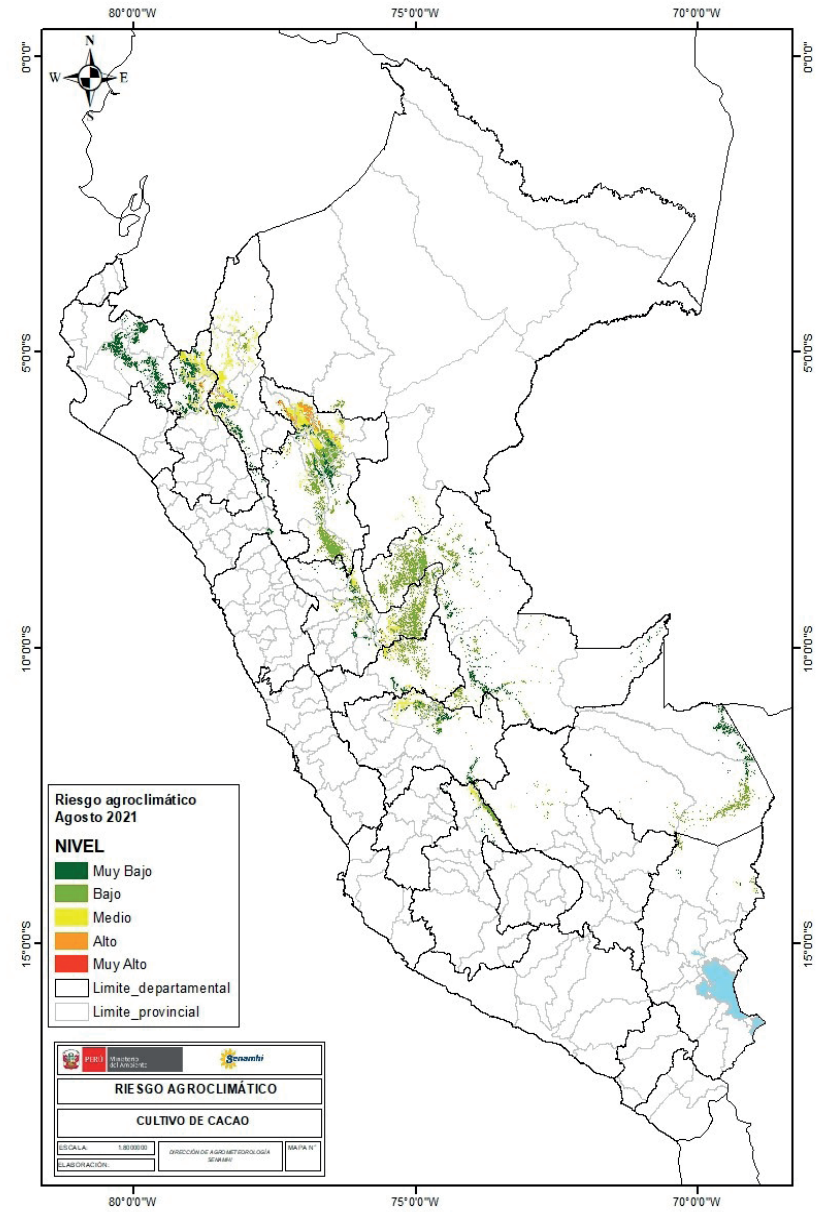 80°0'0"W
75°0'0"W
70°0'0"W
N
W
E
S
0°0'0"
0°0'0"
5°0'0"S
5°0'0"S
10°0'0"S
10°0'0"S
15°0'0"S
15°0'0"S
Riesgo agroclimático
Agosto 2021
NIVEL
Muy Bajo
Bajo
Medio
Alto
Muy Alto
Limite_departamental
Limite_provincial
PERÚ
Ministerio
del Ambiente
Senamhi
RIESGO AGROCLIMÁTICO
CULTIVO DE CACAO
ESCALA: 1:8000000
DIRECCIÓN DE AGROMETEOROLOGÍA
SENAMHI
MAPA N°
ELABORACIÓN:
80°0'0"W
75°0'0"W
70°0'0"W